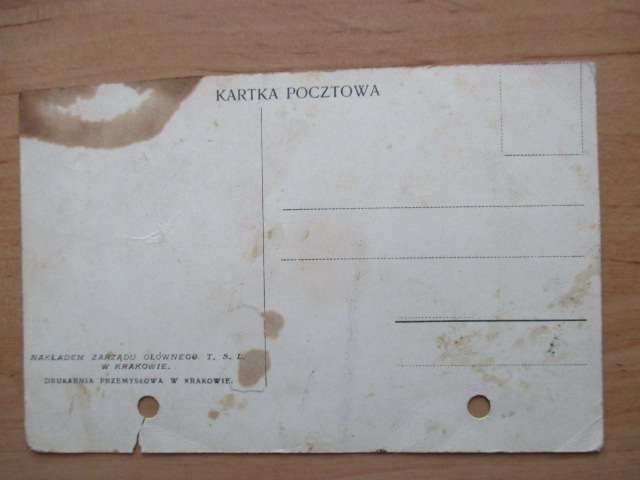 KARTKA POCZTOWA
NAKŁADEM ZARZĄDU GŁÓWNEGO T. S. L.
W KRAKOWIE.
DRUKARNIA PRZEMYSŁOWA W KRAKOWIE.